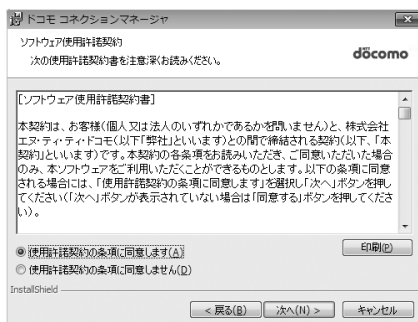 ドコモ コネクションマネージャ
ソフトウェア使用許諾契約
次の使用許諾契約書を注意深くお読みください。
döcomo
[ソフトウェア使用許諾契約書]
本契約は、お客様(個人又は法人のいずれかであるかを問いません)と、株式会社
エヌ・ティ・ティ・ドコモ(以下「弊社」といいます)との間で締結される契約(以下、「本
契約」といいます)です。本契約の各条項をお読みいただき、ご同意いただいた場合
のみ、本ソフトウェアをご利用いただくことができるものとします。以下の条項に同意
される場合には、「使用許諾契約の条項に同意します」を選択し「次へ」ボタンを押し
てください(「次へ」ボタンが表示されていない場合は「同意する」ボタンを押してくださ
い)。
使用許諾契約の条項に同意します(A)
印刷(P)
使用許諾契約の条項に同意しません(D)
InstallShield
< 戻る(B)
次へ(N) >
キャンセル